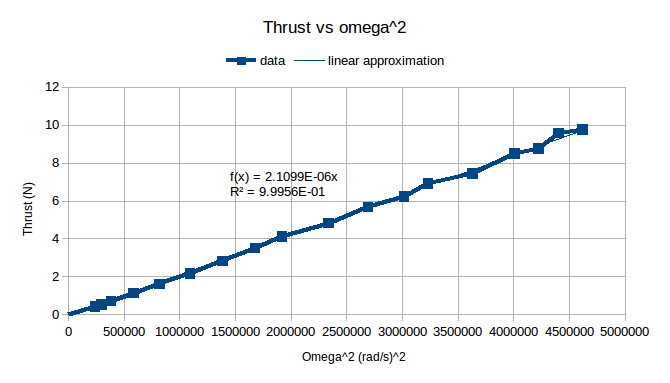 Thrust vs omega^2
data linear approximation
12
10
8
6
4
2
0
Thrust (N)
f(x) = 2.1099E-06x
R² = 9.9956E-01
0 500000 1000000 1500000 2000000 2500000 3000000 3500000 4000000 4500000 5000000
Omega^2 (rad/s)^2